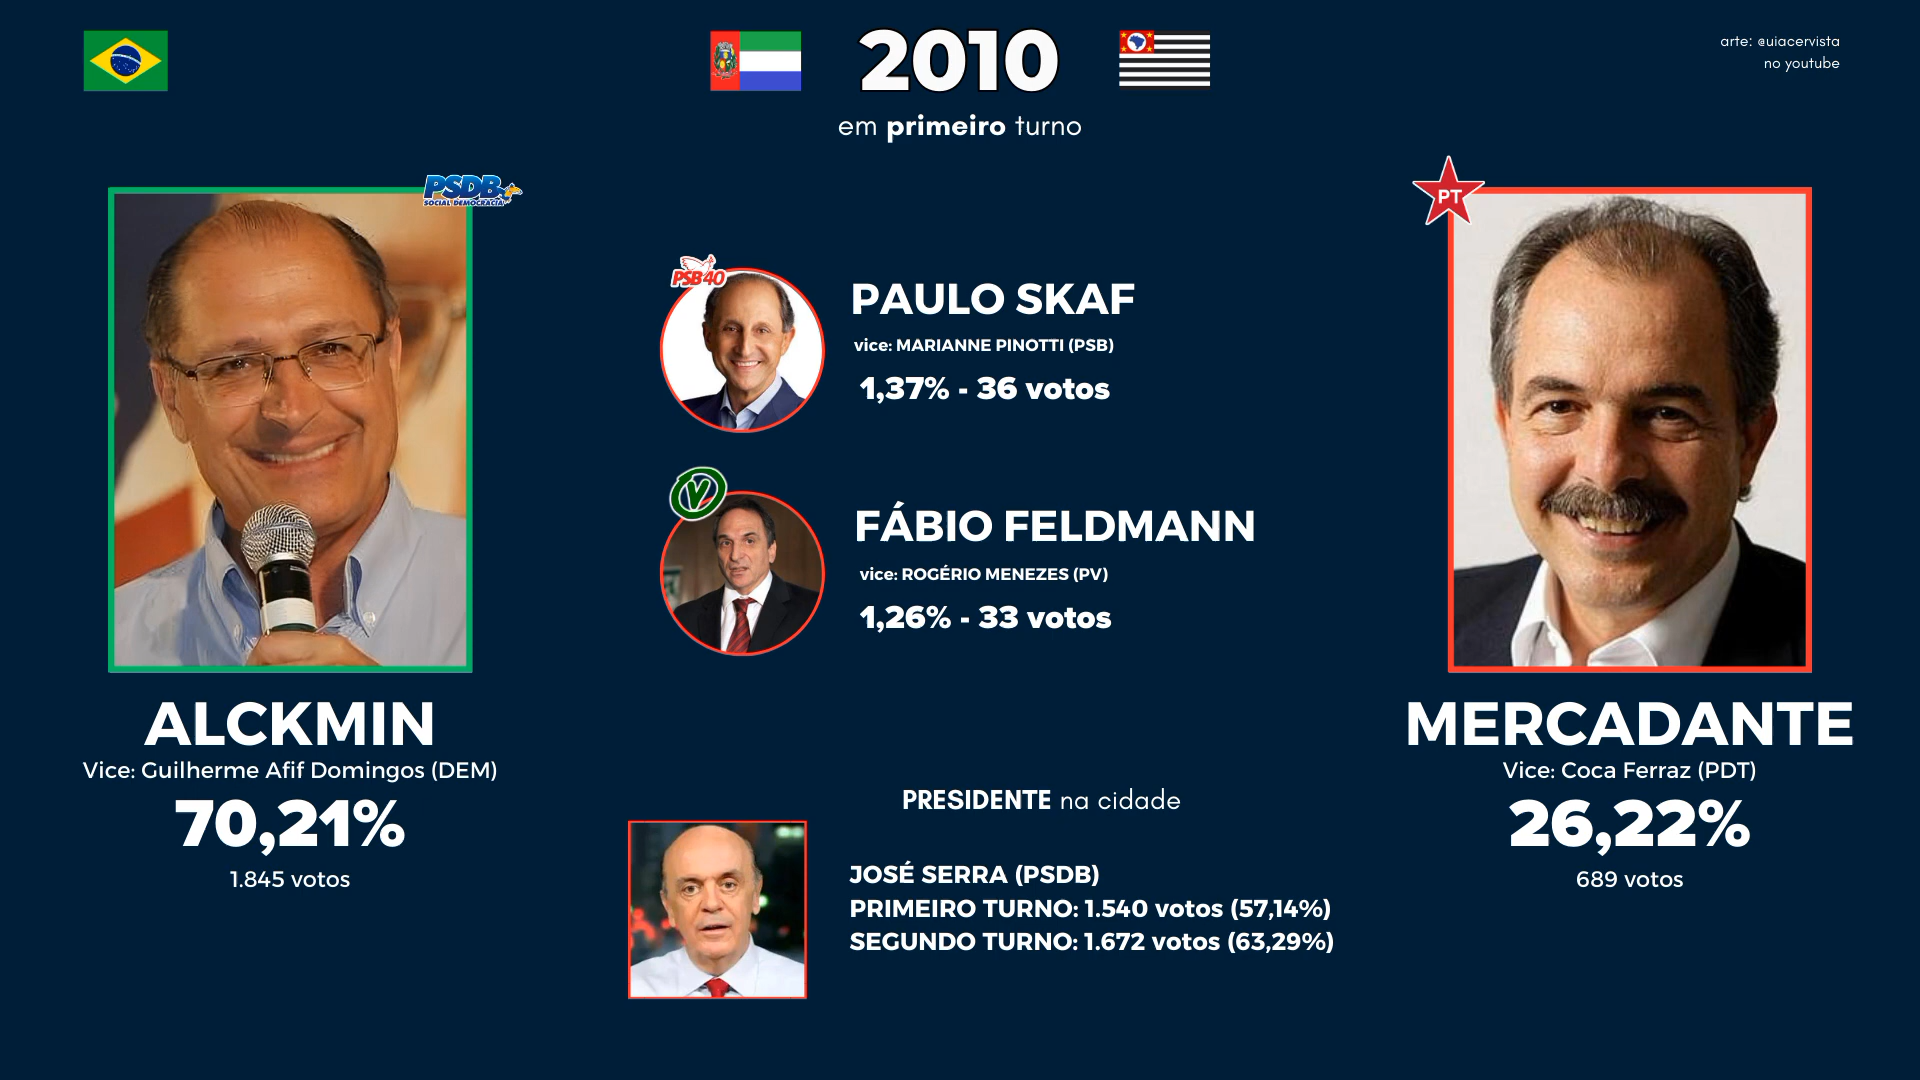 2010
em primeiro turno
arte: @uiacervista
no youtube
PSDB
SOCIAL DEMOCRACIA
ALCKMIN
Vice: Guilherme Afif Domingos (DEM)
70,21%
1.845 votos
PSB40
PAULO SKAF
vice: MARIANNE PINOTTI (PSB)
1,37% - 36 votos
V
FÁBIO FELDMANN
vice: ROGÉRIO MENEZES (PV)
1,26% - 33 votos
PRESIDENTE na cidade
JOSÉ SERRA (PSDB)
PRIMEIRO TURNO: 1.540 votos (57,14%)
SEGUNDO TURNO: 1.672 votos (63,29%)
PT
MERCADANTE
Vice: Coca Ferraz (PDT)
26,22%
689 votos